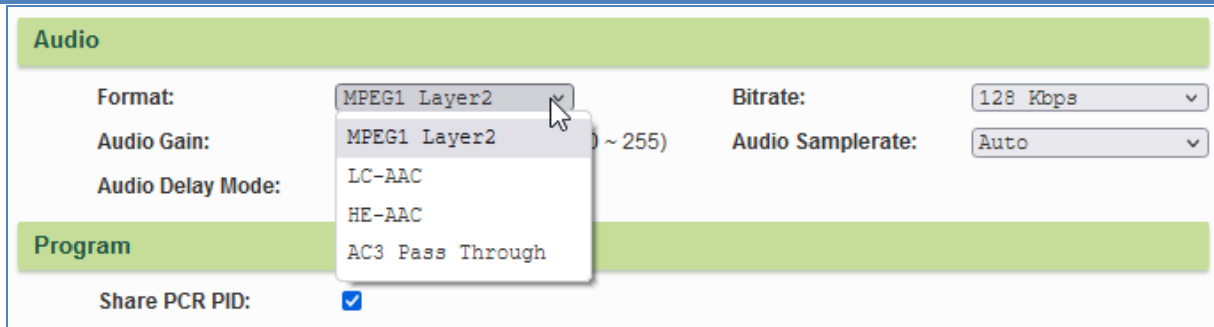 Audio
Format: MPEG1 Layer2 Bitrate: 128 Kbps
Audio Gain: MPEG1 Layer2 ~ 255) Audio Samplerate: Auto
LC-AAC
Audio Delay Mode:
HE-AAC
Program
AC3 Pass Through
Share PCR PID: